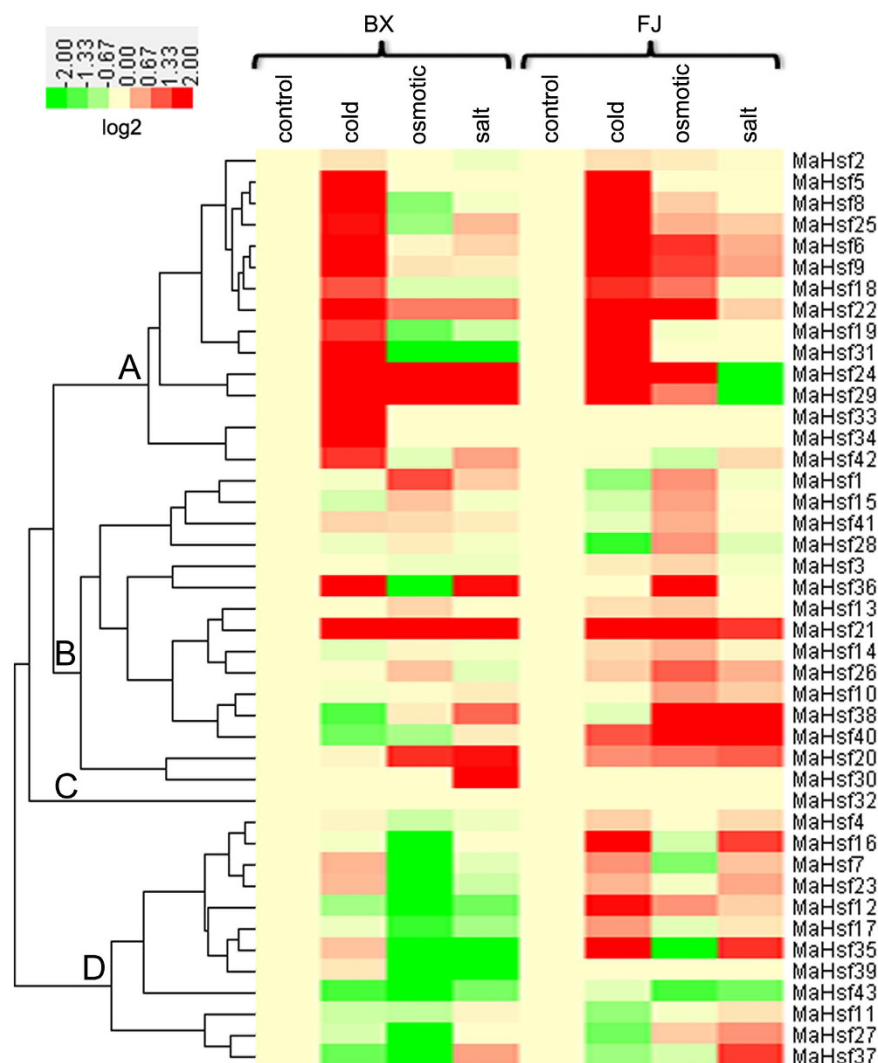 BX
FJ
-2.00
-1.33
-0.67
0.00
0.67
1.33
2.00
log2
control
cold
osmotic
salt
control
cold
osmotic
salt
MaHsf2
MaHsf5
MaHsf8
MaHsf25
MaHsf6
MaHsf9
MaHsf18
MaHsf22
MaHsf19
MaHsf31
A
MaHsf24
MaHsf29
MaHsf33
MaHsf34
MaHsf42
MaHsf1
MaHsf15
MaHsf41
MaHsf28
MaHsf3
MaHsf36
MaHsf13
MaHsf21
B
MaHsf14
MaHsf26
MaHsf10
MaHsf38
MaHsf40
MaHsf20
C
MaHsf30
MaHsf32
MaHsf4
MaHsf16
MaHsf7
MaHsf23
MaHsf12
MaHsf17
MaHsf35
D
MaHsf39
MaHsf43
MaHsf11
MaHsf27
MaHsf37